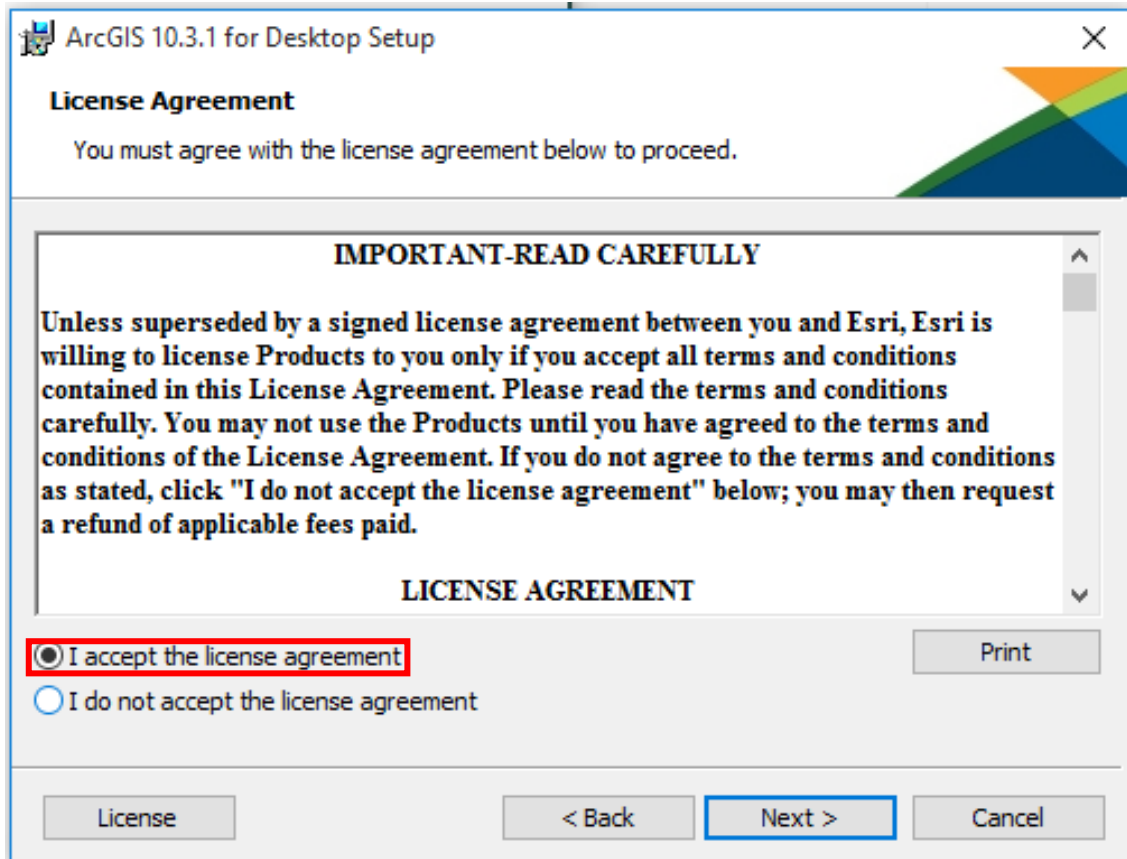 ArcGIS 10.3.1 for Desktop Setup
License Agreement
You must agree with the license agreement below to proceed.
IMPORTANT-READ CAREFULLY
Unless superseded by a signed license agreement between you and Esri, Esri is
willing to license Products to you only if you accept all terms and conditions
contained in this License Agreement. Please read the terms and conditions
carefully. You may not use the Products until you have agreed to the terms and
conditions of the License Agreement. If you do not agree to the terms and conditions
as stated, click "I do not accept the license agreement" below; you may then request
a refund of applicable fees paid.
LICENSE AGREEMENT
I accept the license agreement
Print
I do not accept the license agreement
License
< Back
Next >
Cancel